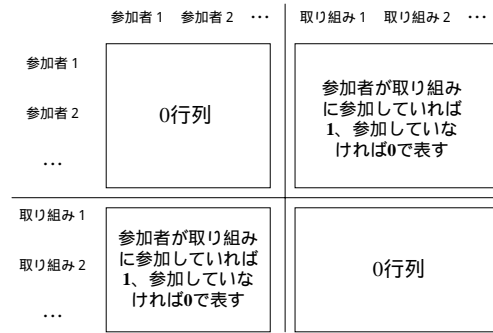 参加者 1 参加者 2 … 取り組み 1 取り組み 2 …
参加者 1
参加者 2
…
0行列
参加者が取り組み
に参加していれば
1、参加していな
ければ0で表す
取り組み 1
取り組み 2
…
参加者が取り組み
に参加していれば
1、参加していな
ければ0で表す
0行列